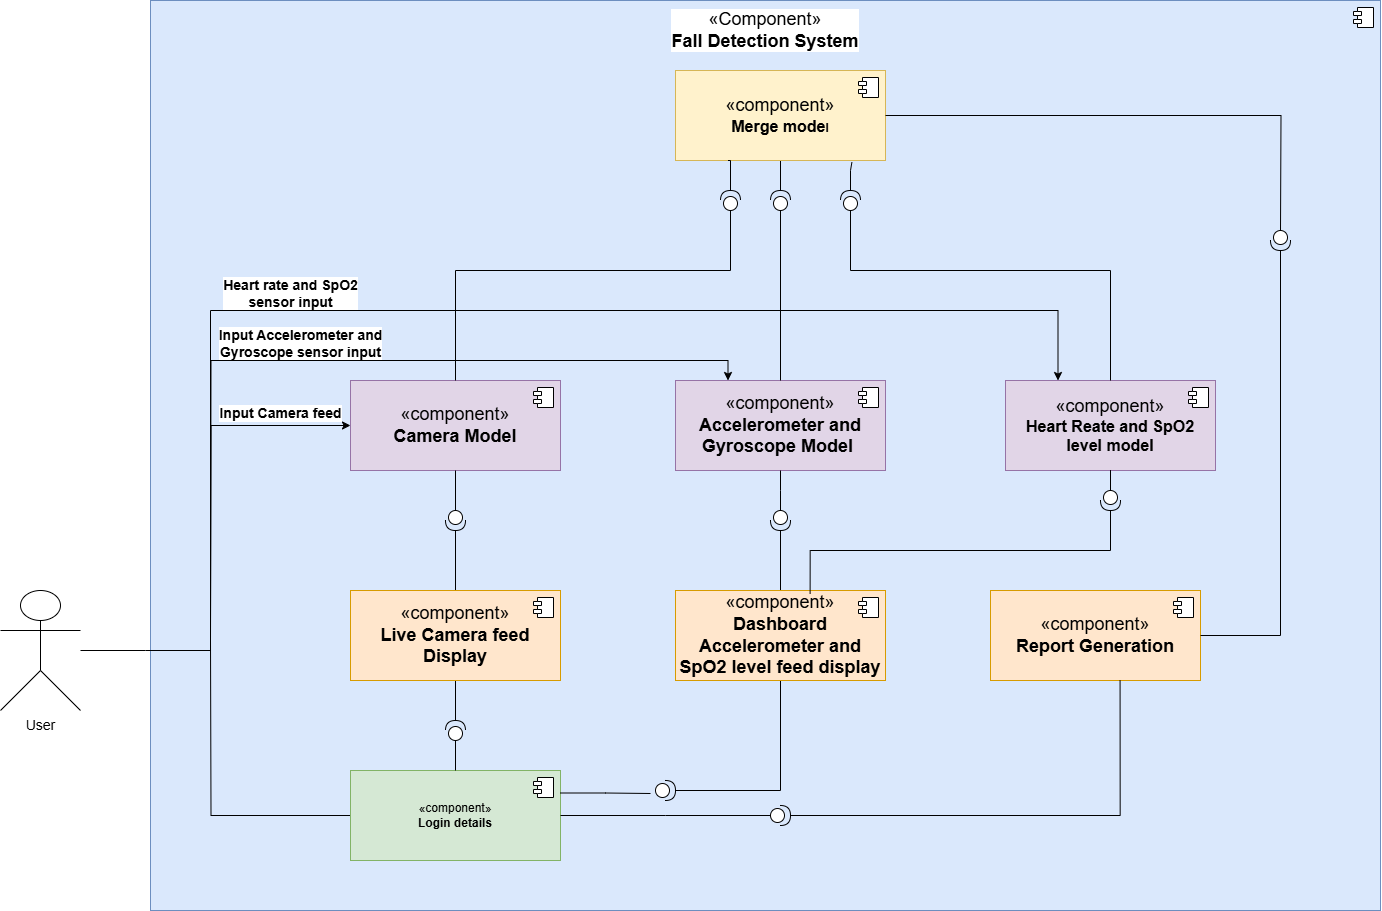 «Component»
Fall Detection System
«component»
Merge model
Heart rate and SpO2
sensor input
Input Accelerometer and
Gyroscope sensor input
Input Camera feed
«component»
Camera Model
«component»
Accelerometer and
Gyroscope Model
«component»
Heart Reate and SpO2
level model
«component»
Live Camera feed
Display
«component»
Dashboard
Accelerometer and
SpO2 level feed display
«component»
Report Generation
User
«component»
Login details